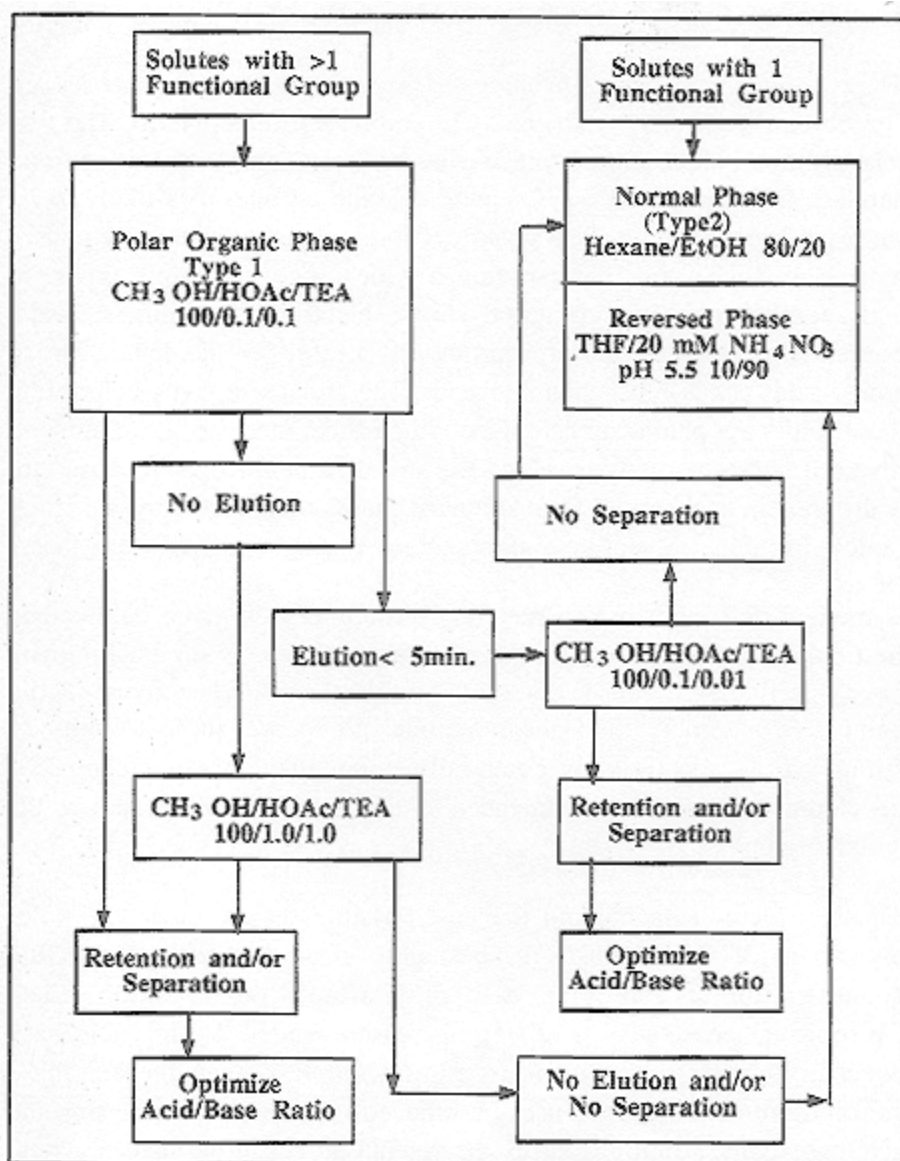 Solutes with >1
Functional Group
Solutes with 1
Functional Group
Polar Organic Phase
Type 1
CH₃ OH/HOAc/TEA
100/0.1/0.1
Normal Phase
(Type2)
Hexane/EtOH 80/20
Reversed Phase
THF/20 mM NH₄NO₃
pH 5.5 10/90
No Elution
No Separation
Elution< 5min.
CH₃ OH/HOAc/TEA
100/0.1/0.01
CH₃ OH/HOAc/TEA
100/1.0/1.0
Retention and/or
Separation
Retention and/or
Separation
Optimize
Acid/Base Ratio
Optimize
Acid/Base Ratio
No Elution and/or
No Separation